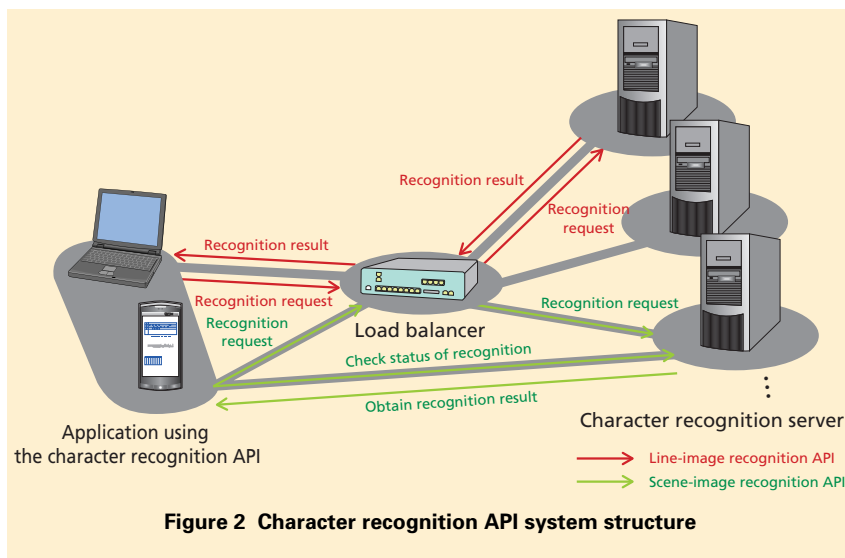 Recognition result
Recognition
request
Recognition result
Recognition request
Recognition
request
Load balancer
Recognition request
Check status of recognition
Obtain recognition result
Application using
the character recognition API
Character recognition server
Line-image recognition API
Scene-image recognition API
Figure 2 Character recognition API system structure